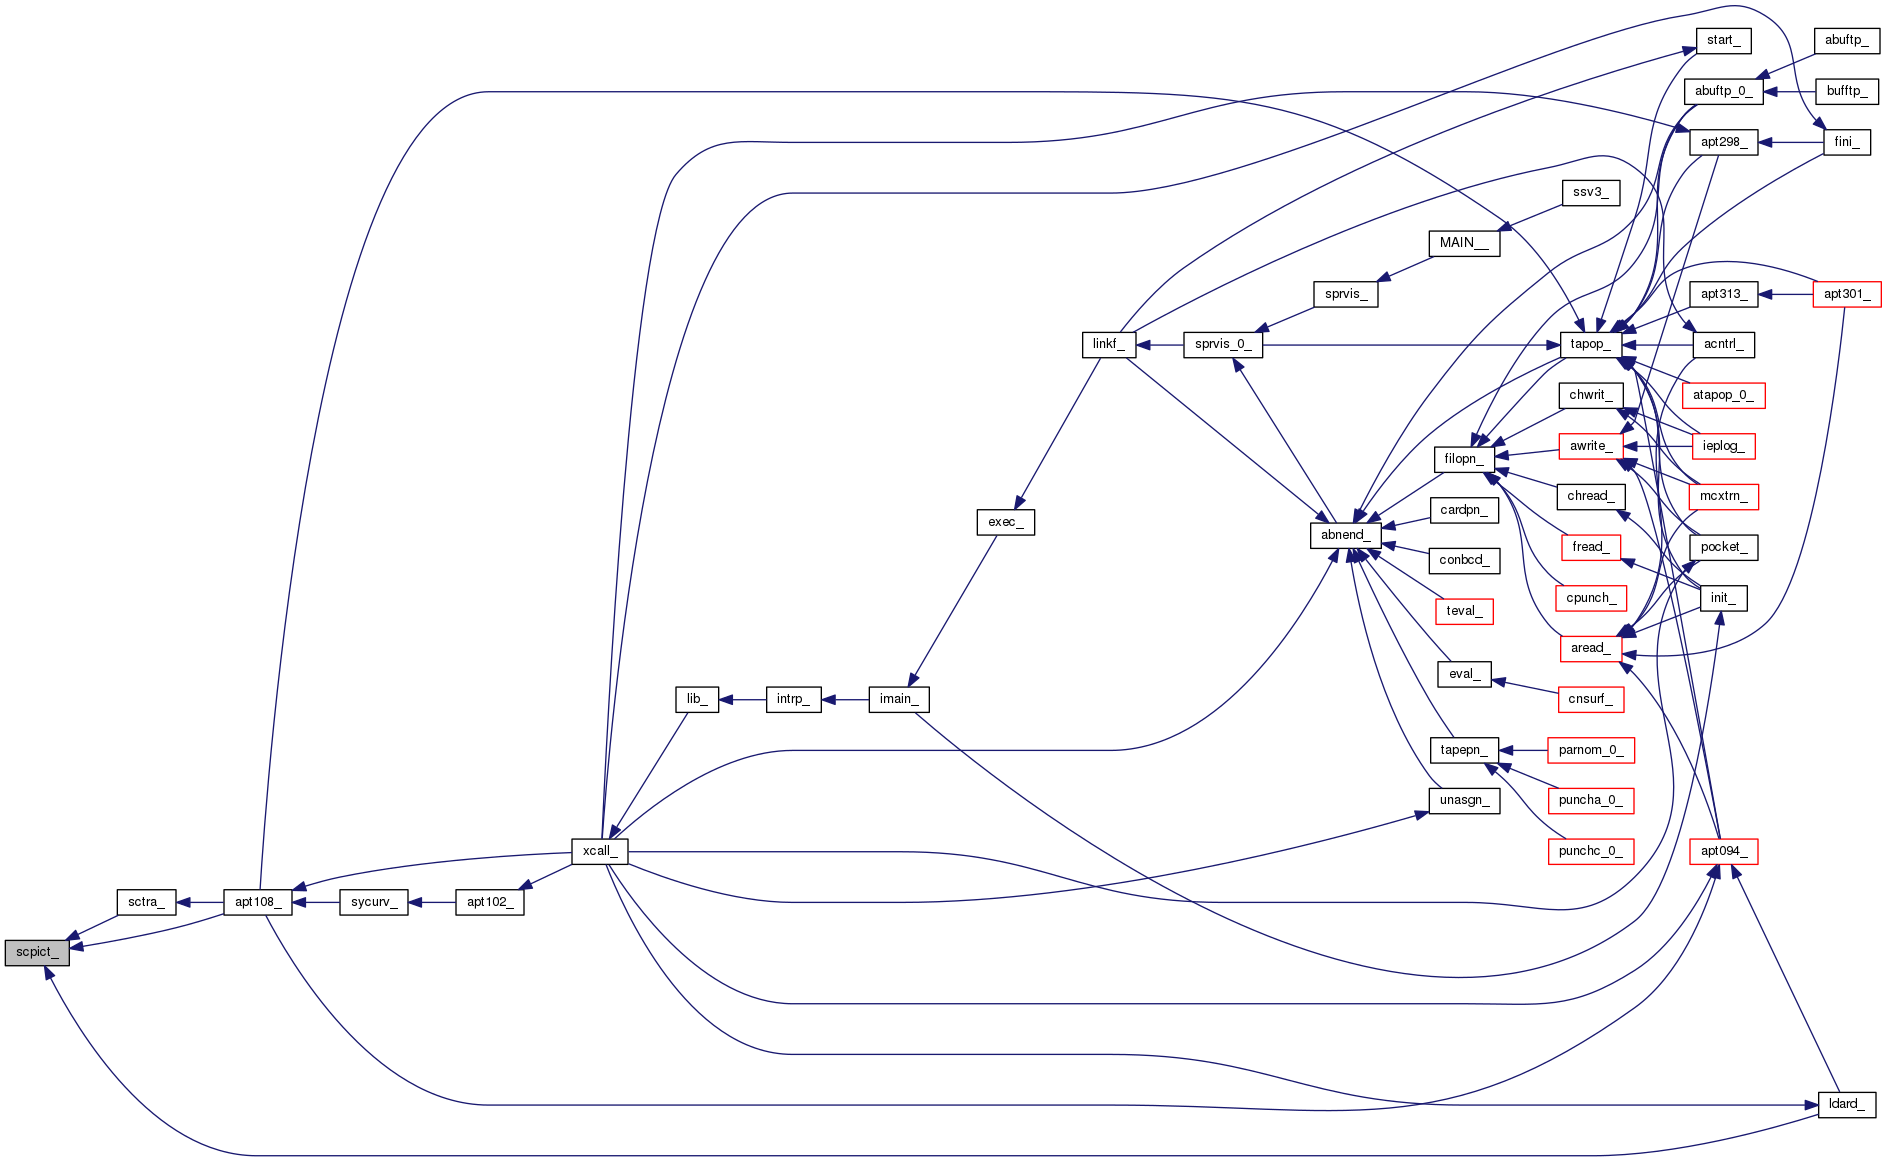 start_
abuftp_
abuftp_0_
bufftp_
apt298_
fini_
ssv3_
MAIN__
sprvis_
apt313_
apt301_
linkf_
sprvis_0_
tapop_
acntrl_
atapop_0_
chwrit_
awrite_
ieplog_
filopn_
chread_
mcxtrn_
cardpn_
exec_
abnend_
fread_
pocket_
conbcd_
cpunch_
init_
teval_
aread_
eval_
cnsurf_
lib_
intrp_
imain_
tapepn_
parnom_0_
unasgn_
puncha_0_
xcall_
punchc_0_
apt094_
sctra_
apt108_
sycurv_
apt102_
scpict_
ldard_